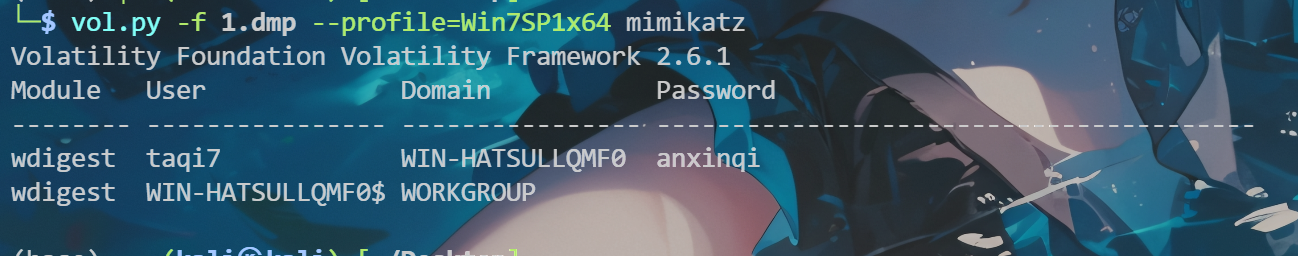 └─$ vol.py -f 1.dmp --profile=Win7SP1x64 mimikatz
Volatility Foundation Volatility Framework 2.6.1
Module   User             Domain           Password
-------- ---------------- ---------------- ----------------------------------------
wdigest  taqi7            WIN-HATSULLQMF0  anxinqi
wdigest  WIN-HATSULLQMF0$ WORKGROUP